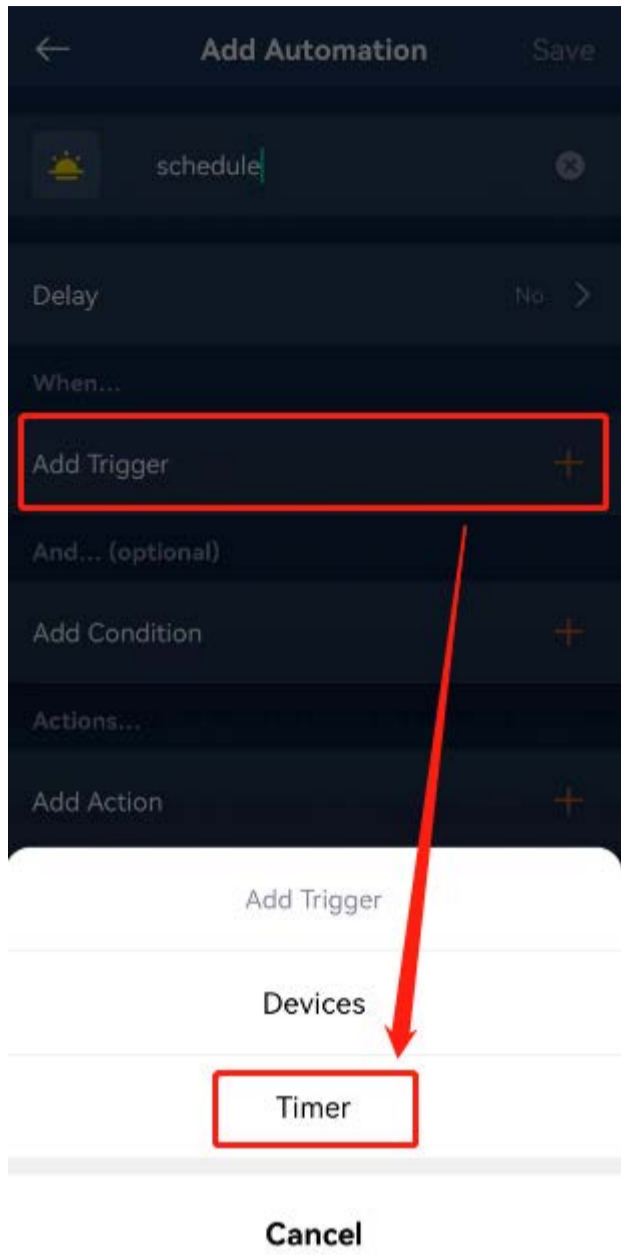 Add Automation Save
schedule
Delay No
When...
Add Trigger
And... (optional)
Add Condition
Actions...
Add Action
Add Trigger
Devices
Timer
Cancel